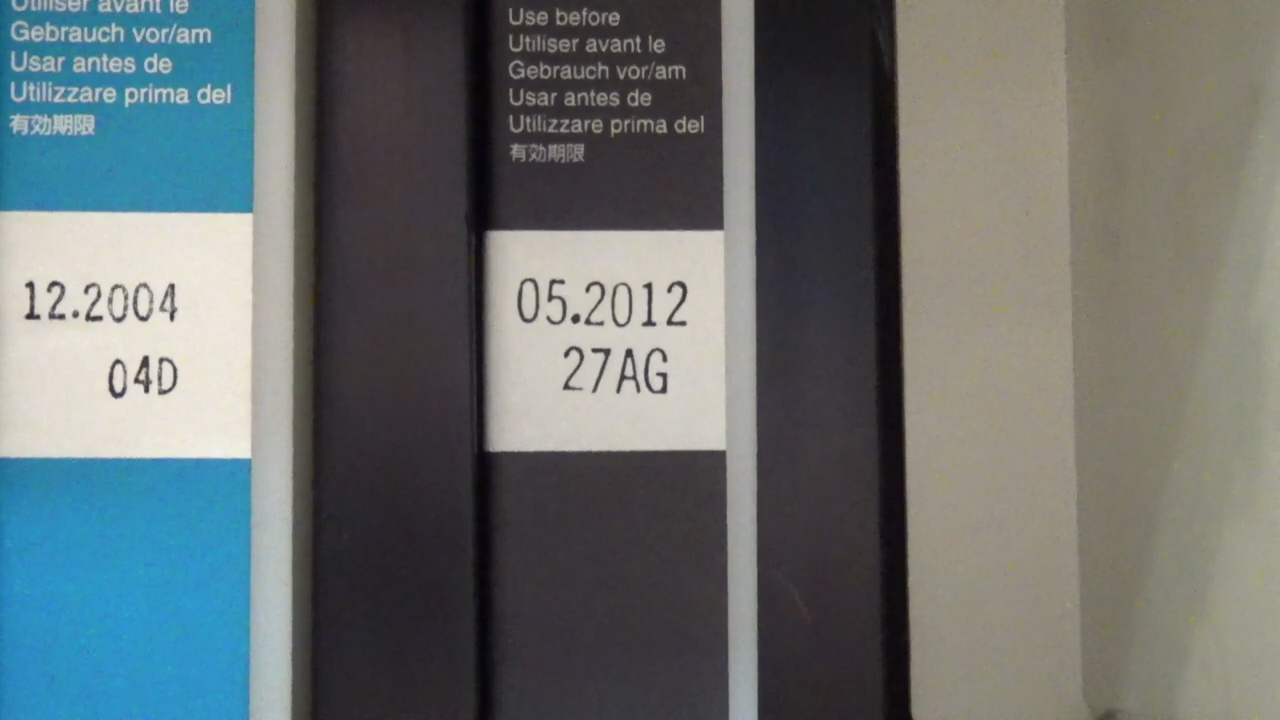 Utiliser avant le
Gebrauch vor/am
Usar antes de
Utilizzare prima del
有効期限
12.2004
04D
Use before
Utiliser avant le
Gebrauch vor/am
Usar antes de
Utilizzare prima del
有効期限
05.2012
27AG